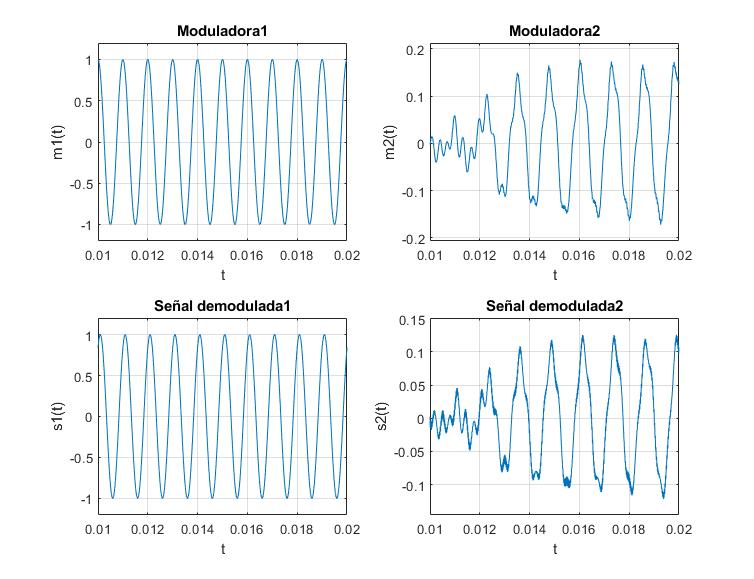 Moduladora1
1
0.5
0
-0.5
-1
m1(t)
0.01 0.012 0.014 0.016 0.018 0.02
t
Moduladora2
0.2
0.1
0
-0.1
-0.2
m2(t)
0.01 0.012 0.014 0.016 0.018 0.02
t
Señal demodulada1
1
0.5
0
-0.5
-1
s1(t)
0.01 0.012 0.014 0.016 0.018 0.02
t
Señal demodulada2
0.15
0.1
0.05
0
-0.05
-0.1
s2(t)
0.01 0.012 0.014 0.016 0.018 0.02
t